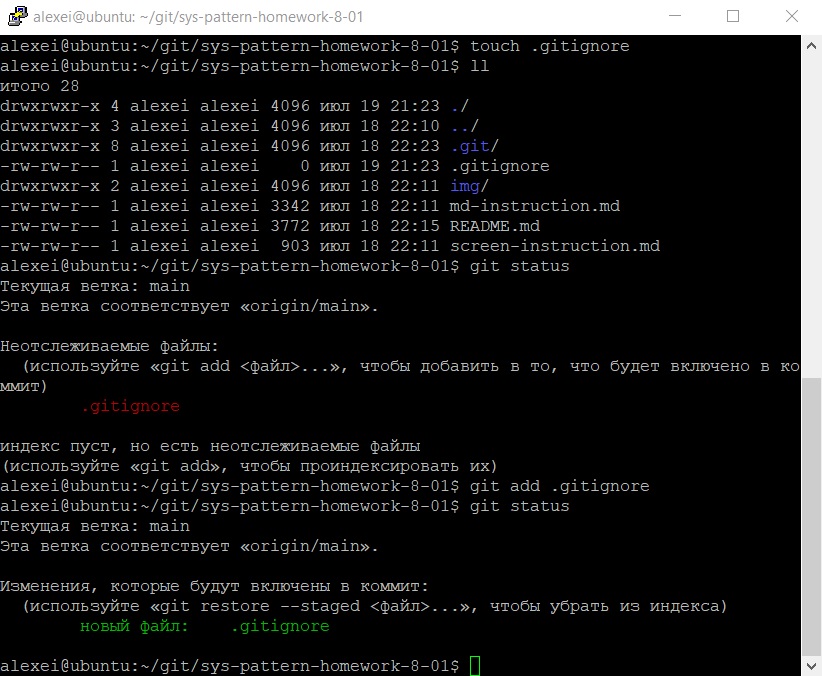 alexei@ubuntu: ~/git/sys-pattern-homework-8-01
alexei@ubuntu:~/git/sys-pattern-homework-8-01$ touch .gitignore
alexei@ubuntu:~/git/sys-pattern-homework-8-01$ ll
итого 28
drwxrwxr-x 4 alexei alexei 4096 июл 19 21:23 ./
drwxrwxr-x 3 alexei alexei 4096 июл 18 22:10 ../
drwxrwxr-x 8 alexei alexei 4096 июл 18 22:23 .git/
-rw-rw-r-- 1 alexei alexei    0 июл 19 21:23 .gitignore
drwxrwxr-x 2 alexei alexei 4096 июл 18 22:11 img/
-rw-rw-r-- 1 alexei alexei 3342 июл 18 22:11 md-instruction.md
-rw-rw-r-- 1 alexei alexei 3772 июл 18 22:15 README.md
-rw-rw-r-- 1 alexei alexei  903 июл 18 22:11 screen-instruction.md
alexei@ubuntu:~/git/sys-pattern-homework-8-01$ git status
Текущая ветка: main
Эта ветка соответствует «origin/main».
Неотслеживаемые файлы:
  (используйте «git add <файл>...», чтобы добавить в то, что будет включено в ко
ммит)
        .gitignore
индекс пуст, но есть неотслеживаемые файлы
(используйте «git add», чтобы проиндексировать их)
alexei@ubuntu:~/git/sys-pattern-homework-8-01$ git add .gitignore
alexei@ubuntu:~/git/sys-pattern-homework-8-01$ git status
Текущая ветка: main
Эта ветка соответствует «origin/main».
Изменения, которые будут включены в коммит:
  (используйте «git restore --staged <файл>...», чтобы убрать из индекса)
        новый файл:    .gitignore
alexei@ubuntu:~/git/sys-pattern-homework-8-01$